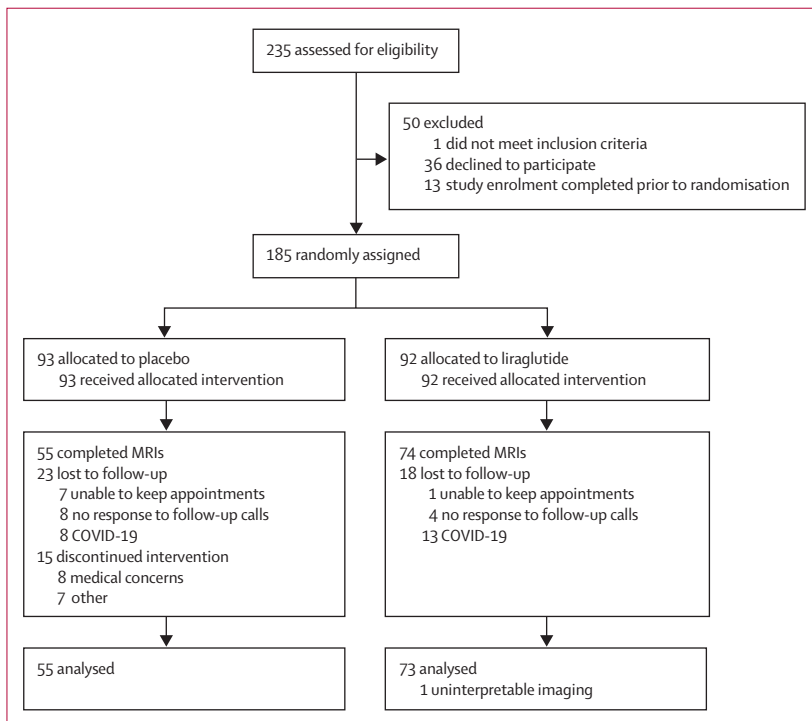 235 assessed for eligibility
50 excluded
1 did not meet inclusion criteria
36 declined to participate
13 study enrolment completed prior to randomisation
185 randomly assigned
93 allocated to placebo
93 received allocated intervention
92 allocated to liraglutide
92 received allocated intervention
55 completed MRIs
23 lost to follow-up
7 unable to keep appointments
8 no response to follow-up calls
8 COVID-19
15 discontinued intervention
8 medical concerns
7 other
74 completed MRIs
18 lost to follow-up
1 unable to keep appointments
4 no response to follow-up calls
13 COVID-19
55 analysed
73 analysed
1 uninterpretable imaging